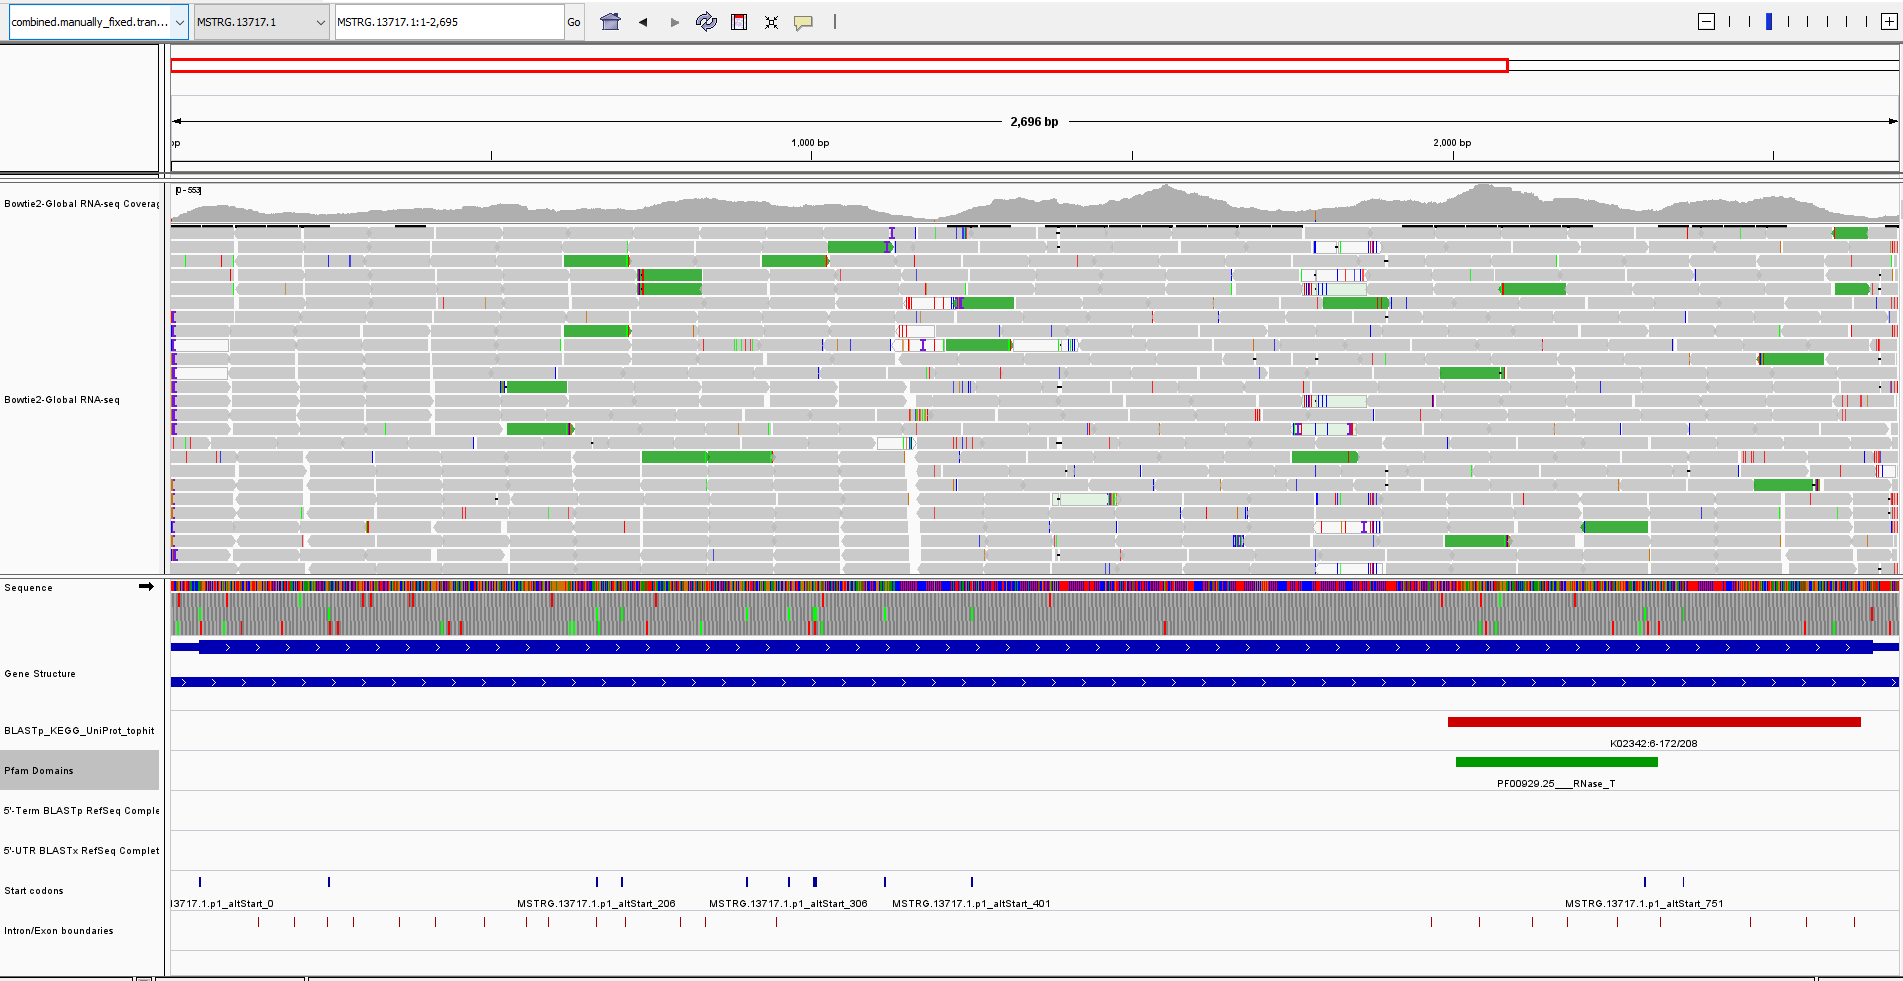 combined.manually_fixed.tran...
MSTRG.13717.1
MSTRG.13717.1:1-2,695
Go
2,696 bp
bp
1,000 bp
2,000 bp
[0 - 553]
Bowtie2-Global RNA-seq Coverag
Bowtie2-Global RNA-seq
Sequence
Gene Structure
BLASTp_KEGG_UniProt_tophit
K02342:6-172/208
Pfam Domains
PF00929.25___RNase_T
5'-Term BLASTp RefSeq Comple
5'-UTR BLASTx RefSeq Complet
Start codons
13717.1.p1_altStart_0
MSTRG.13717.1.p1_altStart_206
MSTRG.13717.1.p1_altStart_306
MSTRG.13717.1.p1_altStart_401
MSTRG.13717.1.p1_altStart_751
Intron/Exon boundaries